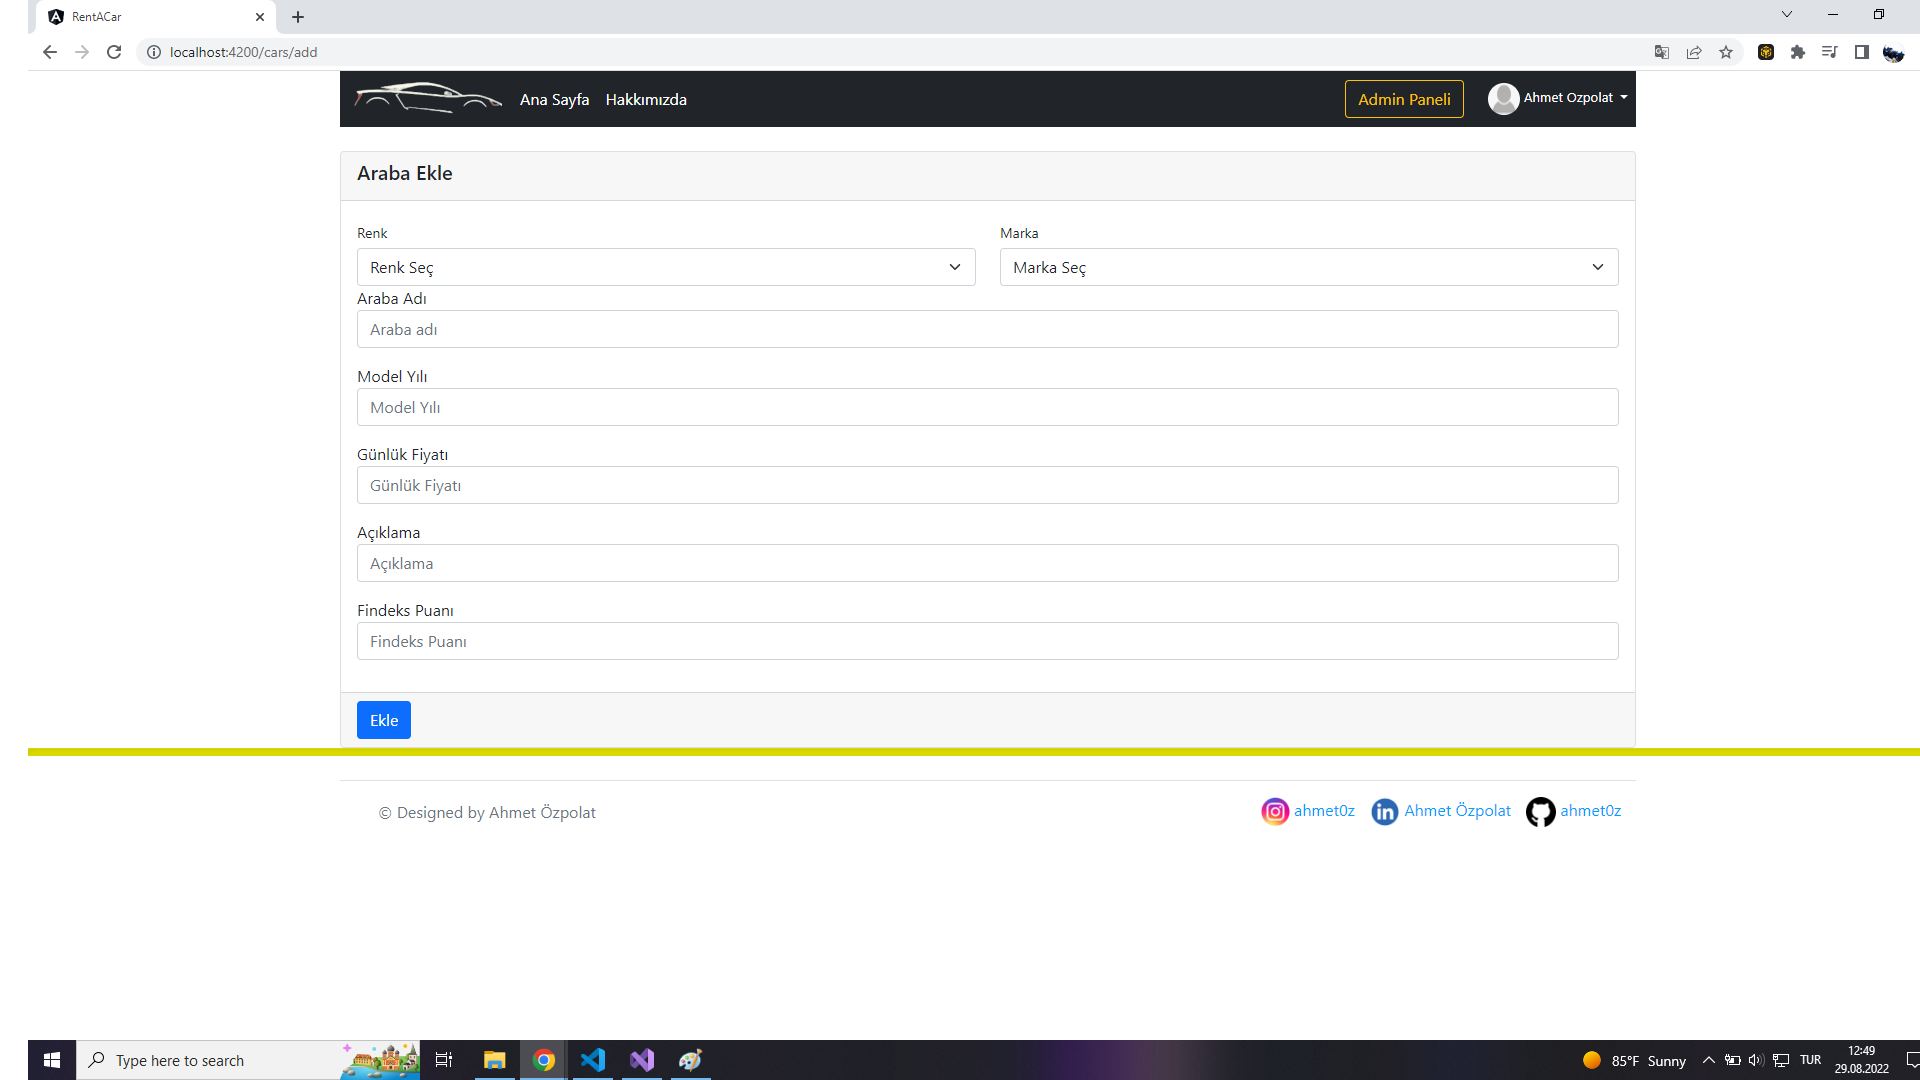 RentACar
localhost:4200/cars/add
Ana Sayfa Hakkımızda Admin Paneli Ahmet Ozpolat
Araba Ekle
Renk Marka
Renk Seç Marka Seç
Araba Adı
Araba adı
Model Yılı
Model Yılı
Günlük Fiyatı
Günlük Fiyatı
Açıklama
Açıklama
Findeks Puanı
Findeks Puanı
Ekle
© Designed by Ahmet Özpolat ahmet0z Ahmet Özpolat ahmet0z
Type here to search 85°F Sunny TUR 12:49
29.08.2022